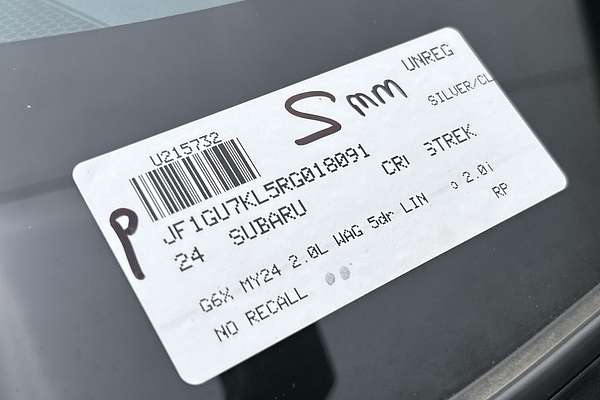 UNREG
U215732
SILVER/CL
S mm
P
JF1GU7KL5RG018091
24 SUBARU
STREK
G6X MY24 2.0L WAG 5dr LIN 2.0i
RP
NO RECALL